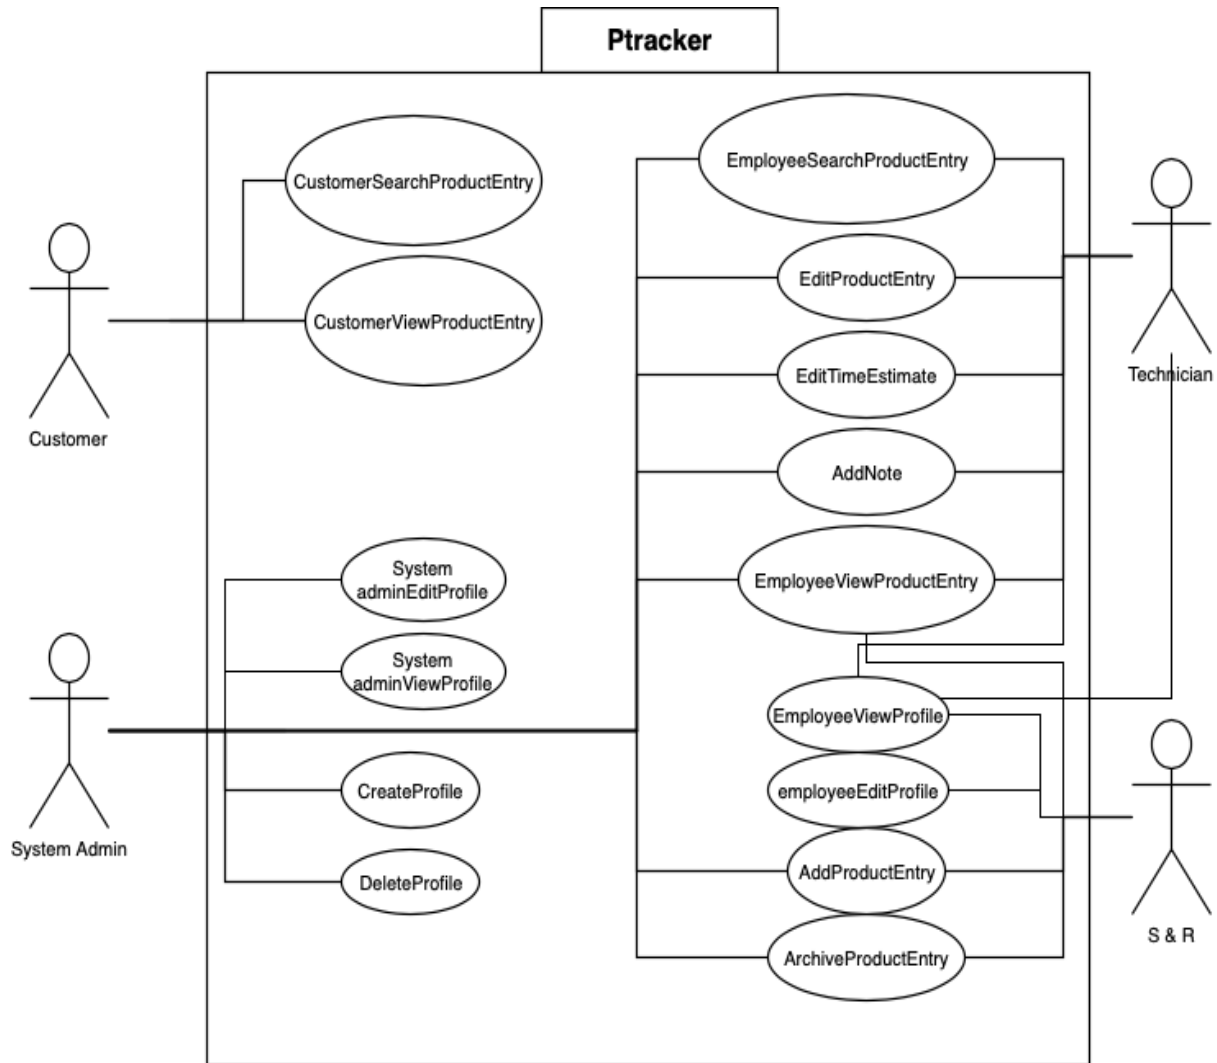 Ptracker
CustomerSearchProductEntry
CustomerViewProductEntry
Customer
EmployeeSearchProductEntry
EditProductEntry
EditTimeEstimate
AddNote
EmployeeViewProductEntry
Technician
System
adminEditProfile
System
adminViewProfile
CreateProfile
DeleteProfile
System Admin
EmployeeViewProfile
employeeEditProfile
AddProductEntry
ArchiveProductEntry
S & R